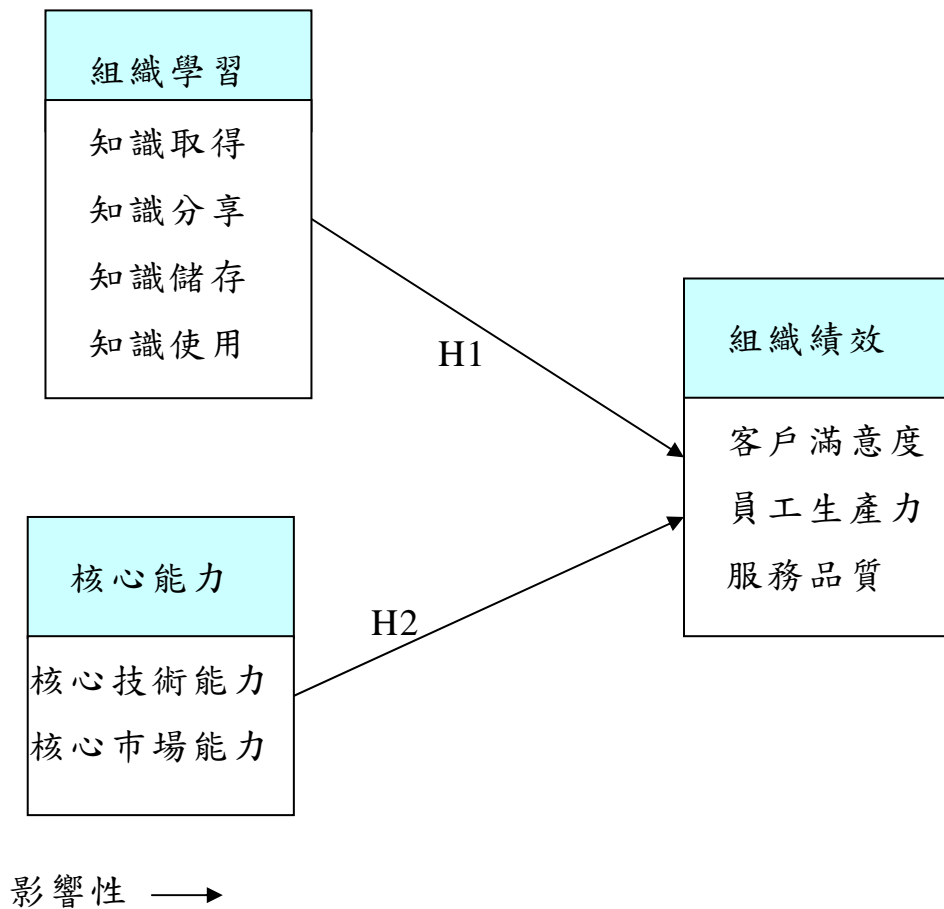 組織學習
知識取得
知識分享
知識儲存
知識使用
H1
組織績效
客戶滿意度
員工生產力
服務品質
核心能力
核心技術能力
核心市場能力
H2
影響性